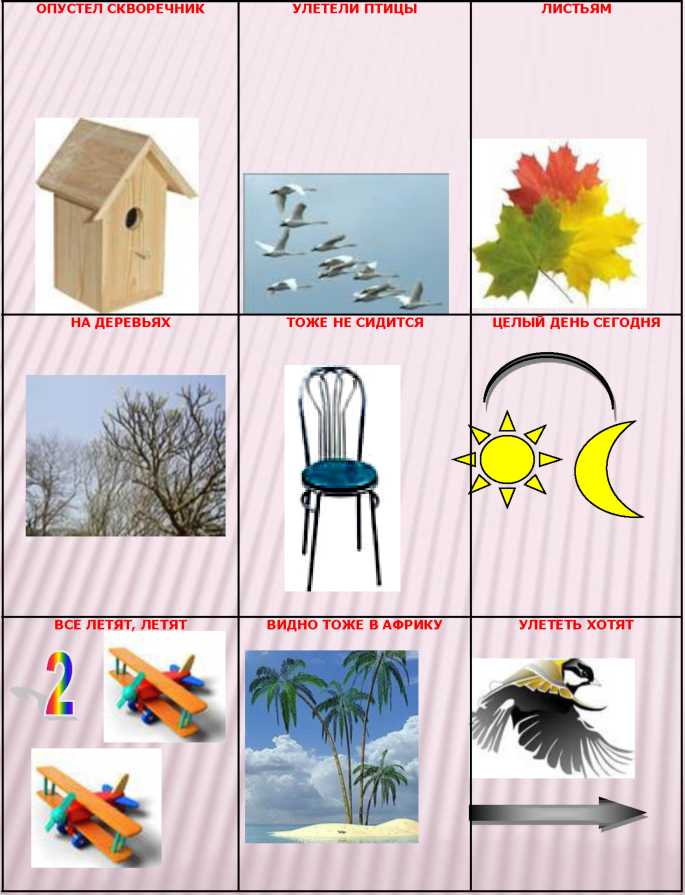 ОПУСТЕЛ СКВОРЕЧНИК
УЛЕТЕЛИ ПТИЦЫ
ЛИСТЬЯМ
НА ДЕРЕВЬЯХ
ТОЖЕ НЕ СИДИТСЯ
ЦЕЛЫЙ ДЕНЬ СЕГОДНЯ
ВСЕ ЛЕТЯТ, ЛЕТЯТ
ВИДНО ТОЖЕ В АФРИКУ
УЛЕТЕТЬ ХОТЯТ
2